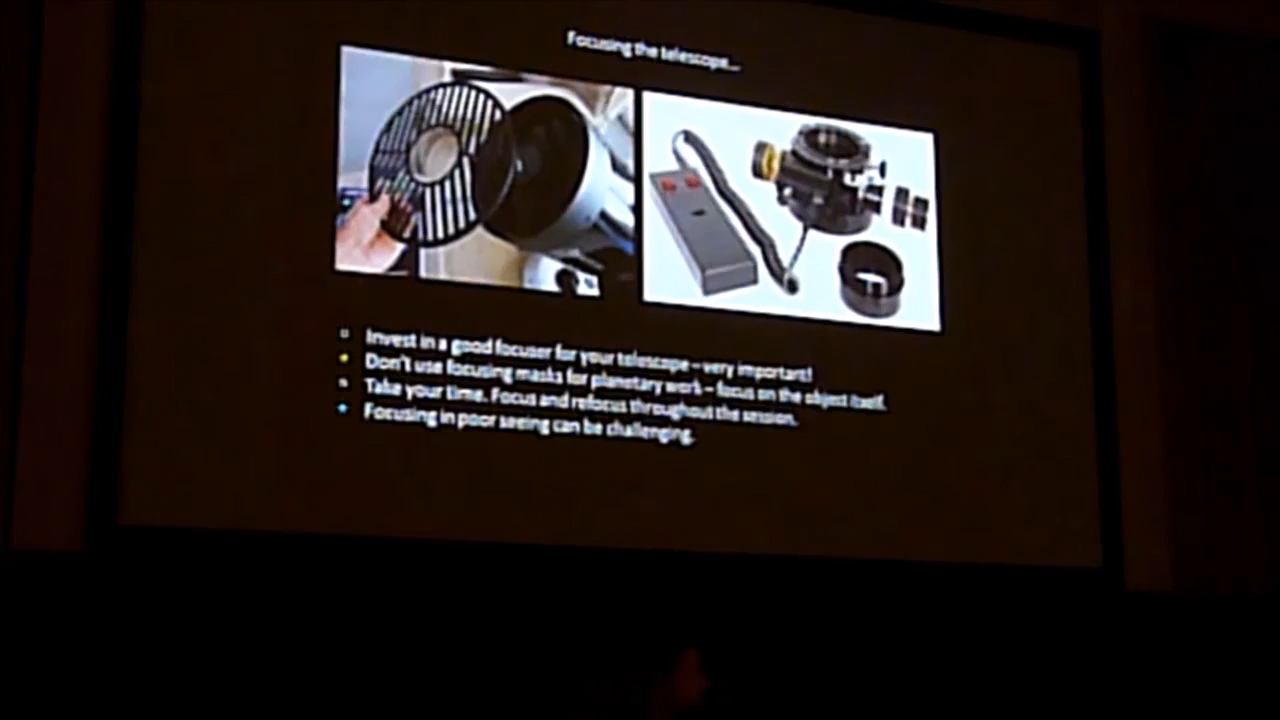 Focusing the telescope...
Invest in a good focuser for your telescope – very important!
Don't use focusing masks for planetary work – focus on the object itself.
Take your time. Focus and refocus throughout the session.
Focusing in poor seeing can be challenging.